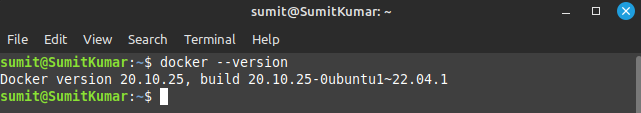 sumit@SumitKumar: ~
File Edit View Search Terminal Help
sumit@SumitKumar:~$ docker --version
Docker version 20.10.25, build 20.10.25-0ubuntu1~22.04.1
sumit@SumitKumar:~$